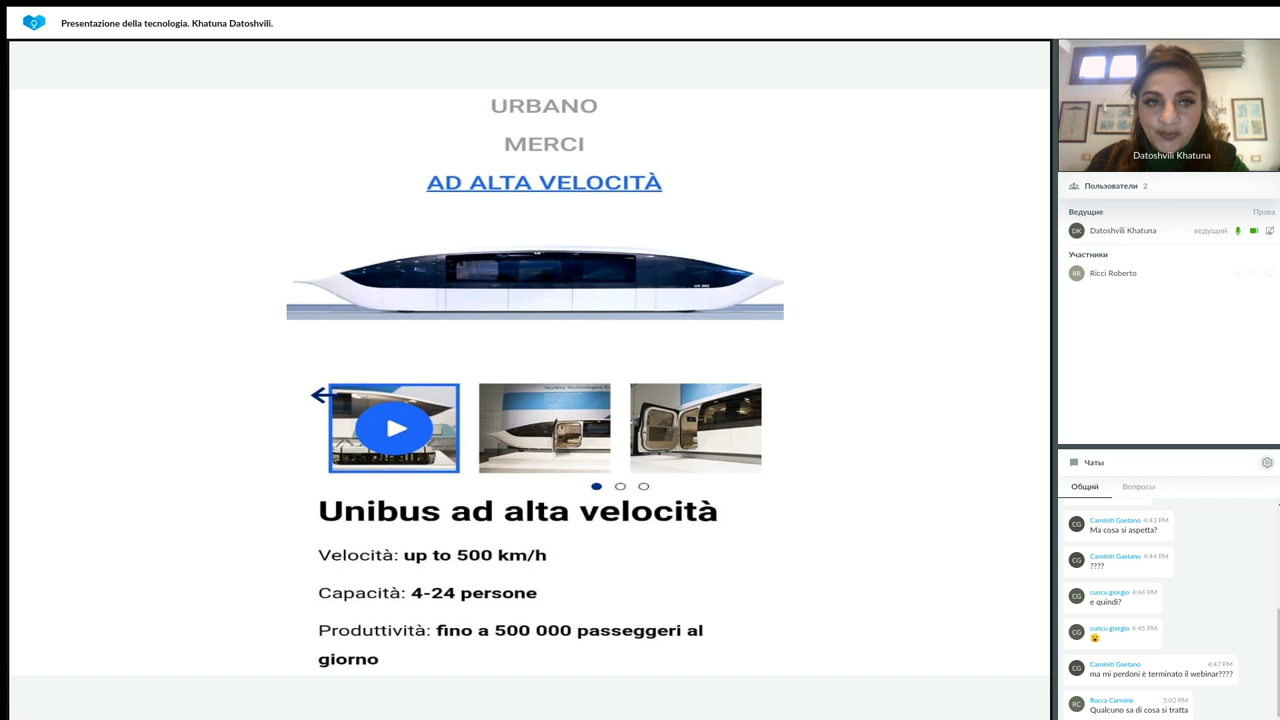 Presentazione della tecnologia. Khatuna Datoshvili.
URBANO
MERCI
AD ALTA VELOCITÀ
Unibus ad alta velocità
Velocità: up to 500 km/h
Capacità: 4-24 persone
Produttività: fino a 500 000 passeggeri al
giorno
Datoshvili Khatuna
Пользователи 2
Ведущие Права
DK Datoshvili Khatuna ведущий
Участники
RR Ricci Roberto
Чаты
Общий Вопросы
CG Caminiti Gaetano 4:43 PM
Ma cosa si aspetta?
CG Caminiti Gaetano 4:44 PM
????
CG cuncu giorgio 4:44 PM
e quindi?
CG cuncu giorgio 4:45 PM
😮
CG Caminiti Gaetano 4:47 PM
ma mi perdoni è terminato il webinar????
RC Rocca Carmine 5:02 PM
Qualcuno sa di cosa si tratta